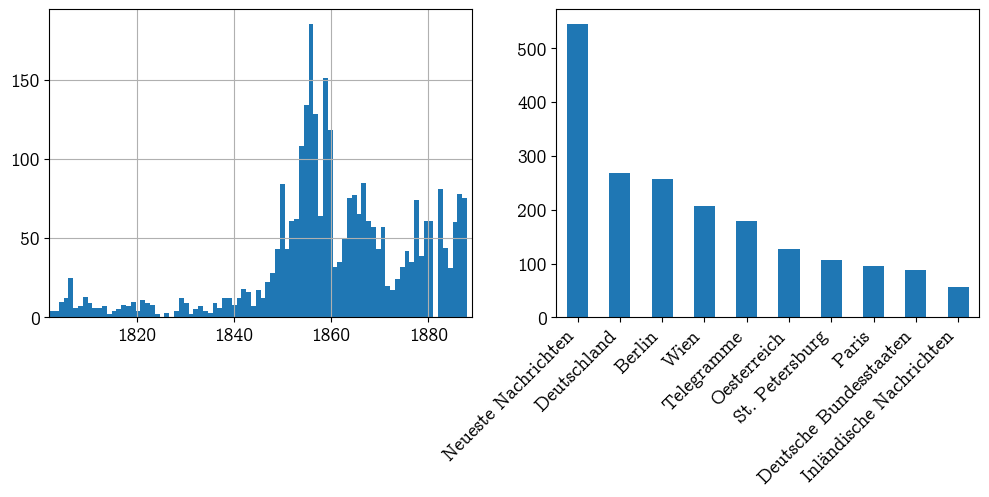 150
100
50
0
1820 1840 1860 1880
500
400
300
200
100
0
Neueste Nachrichten
Deutschland
Berlin
Wien
Telegramme
Oesterreich
St. Petersburg
Paris
Deutsche Bundesstaaten
Inländische Nachrichten